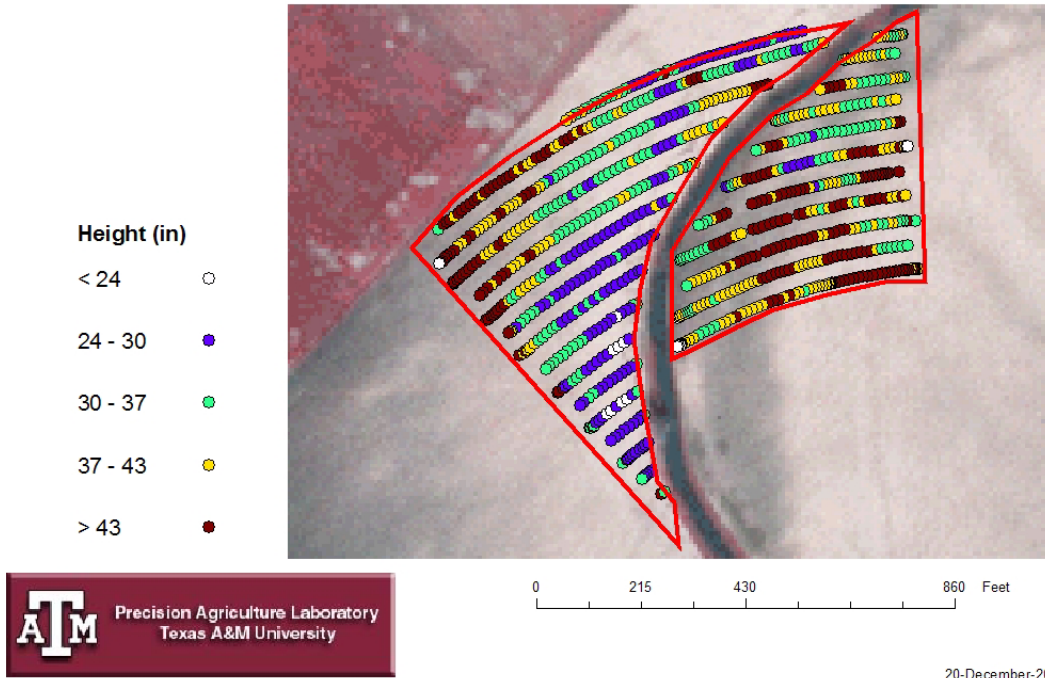 Height (in)
< 24
24 - 30
30 - 37
37 - 43
> 43
ATM
Precision Agriculture Laboratory
Texas A&M University
0 215 430 860 Feet